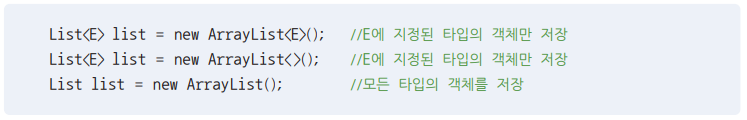 List<E> list = new ArrayList<E>();   //E에 지정된 타입의 객체만 저장
List<E> list = new ArrayList<>();   //E에 지정된 타입의 객체만 저장
List list = new ArrayList();   //모든 타입의 객체를 저장